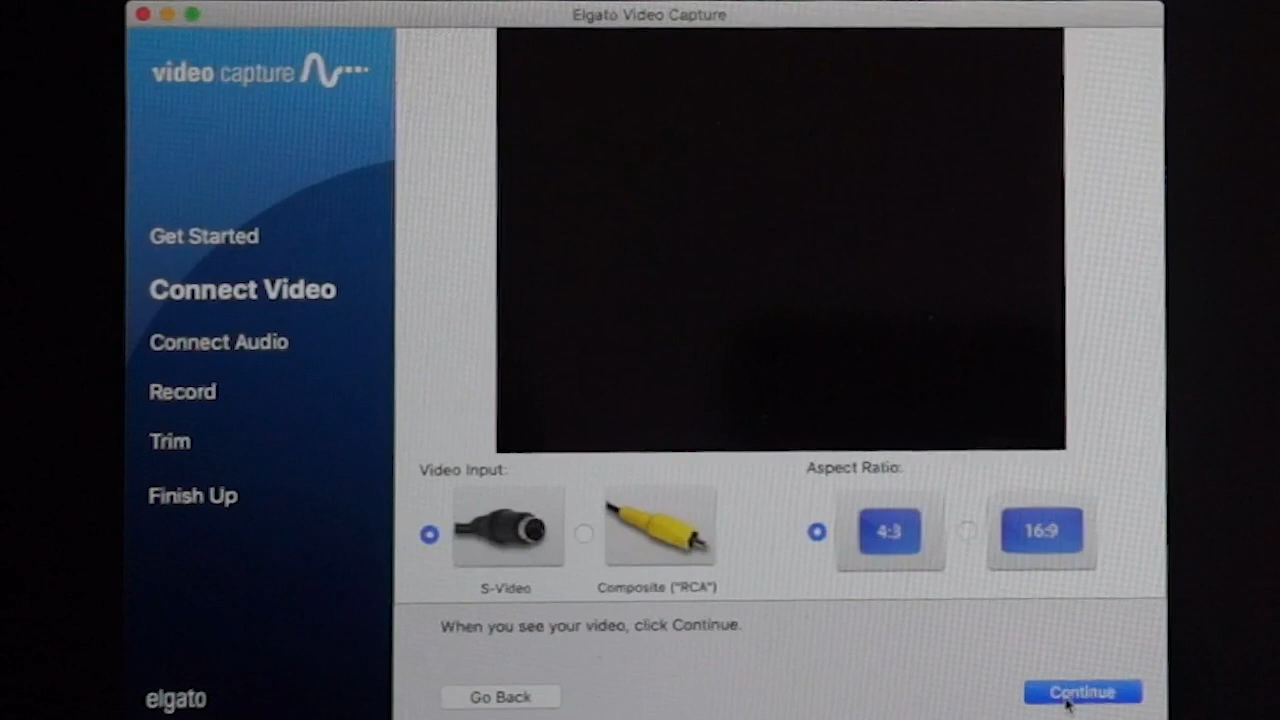 Elgato Video Capture
video capture
Get Started
Connect Video
Connect Audio
Record
Trim
Finish Up
elgato
Video Input:
S-Video
Composite ("RCA")
Aspect Ratio:
4:3
16:9
When you see your video, click Continue.
Go Back
Continue